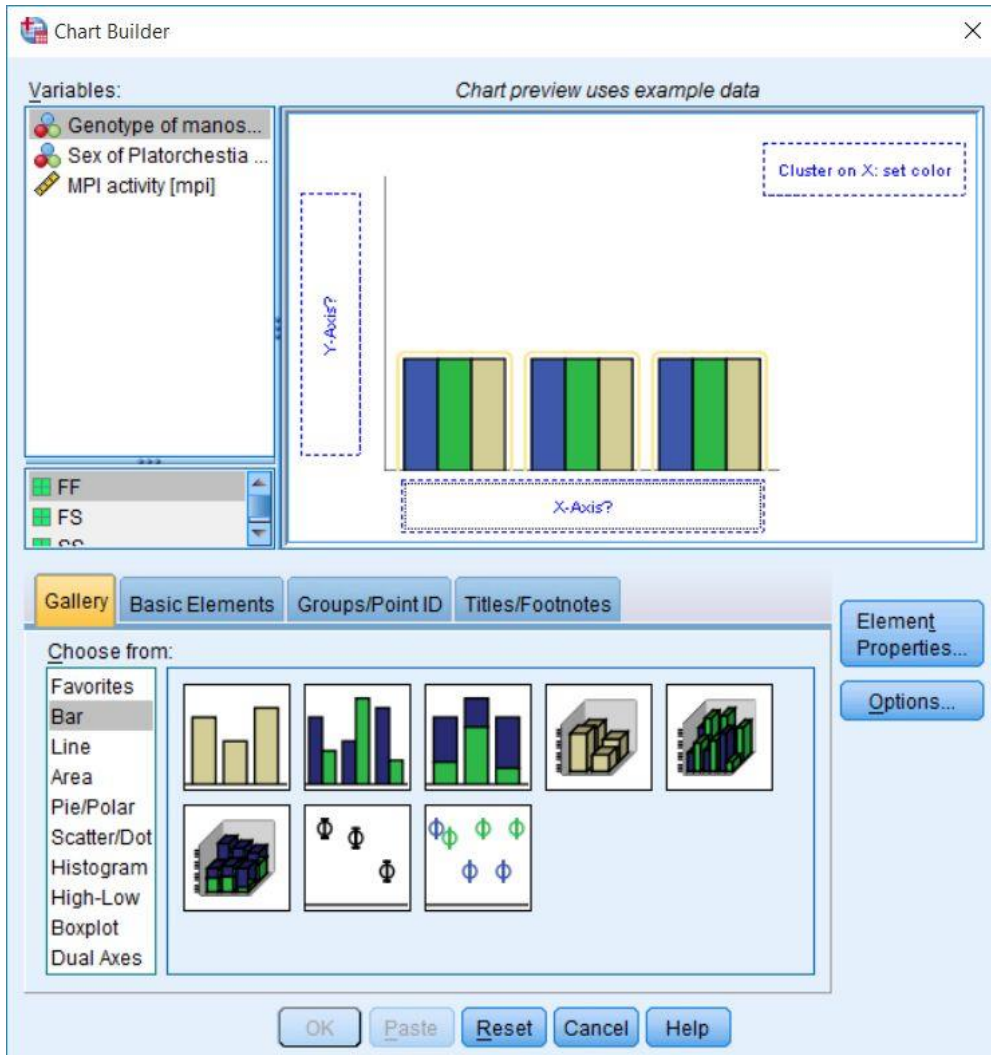 Chart Builder
Variables:
Chart preview uses example data
Genotype of manos...
Sex of Platorchestia ...
MPI activity [mpi]
Cluster on X: set color
Y-Axis?
X-Axis?
FF
FS
SS
Gallery
Basic Elements
Groups/Point ID
Titles/Footnotes
Element
Properties...
Options...
Choose from:
Favorites
Bar
Line
Area
Pie/Polar
Scatter/Dot
Histogram
High-Low
Boxplot
Dual Axes
OK
Paste
Reset
Cancel
Help